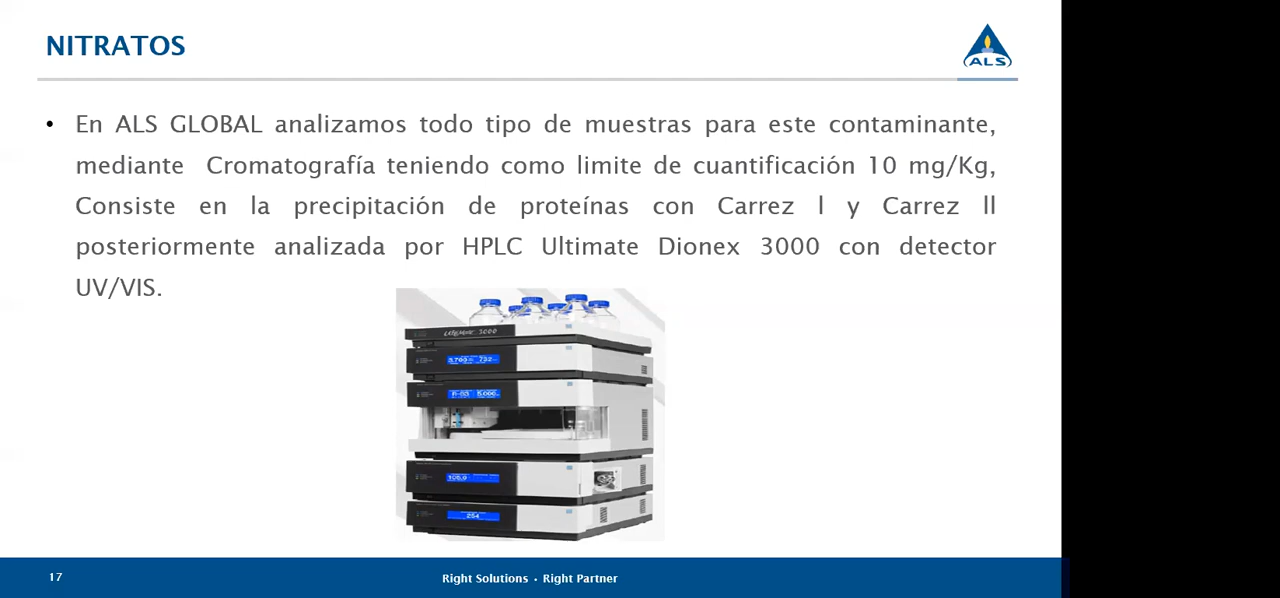 NITRATOS
ALS
• En ALS GLOBAL analizamos todo tipo de muestras para este contaminante,
mediante Cromatografía teniendo como limite de cuantificación 10 mg/Kg,
Consiste en la precipitación de proteínas con Carrez l y Carrez ll
posteriormente analizada por HPLC Ultimate Dionex 3000 con detector
UV/VIS.
254
17
Right Solutions • Right Partner